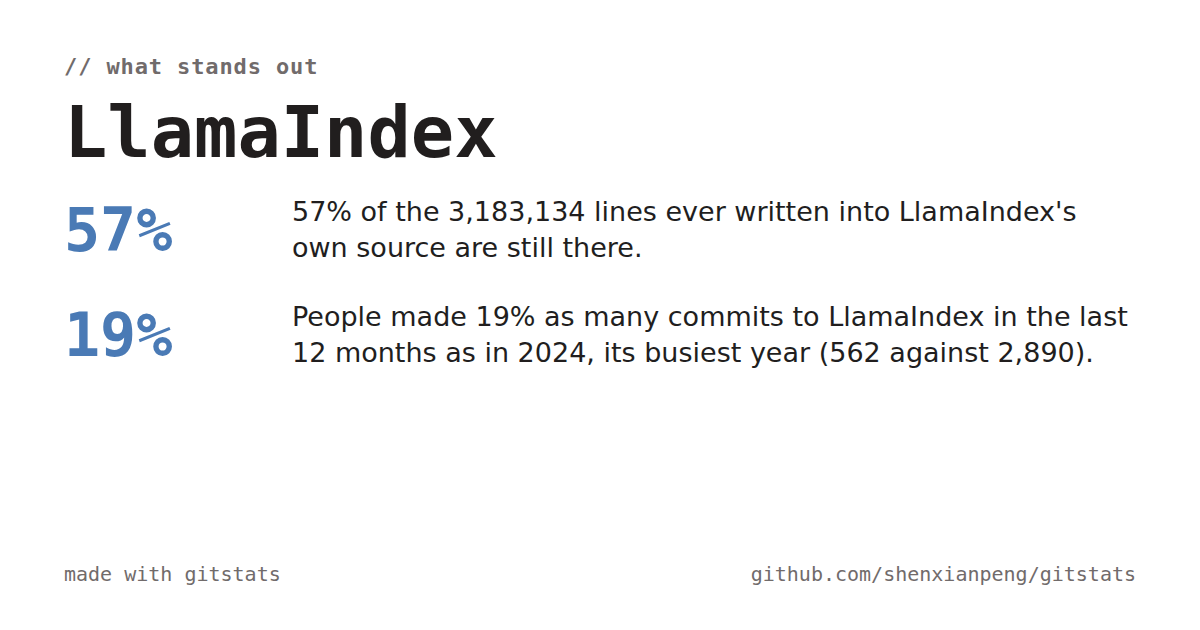 // what stands out
LlamaIndex
57%
57% of the 3,183,134 lines ever written into LlamaIndex's
own source are still there.
19%
People made 19% as many commits to LlamaIndex in the last
12 months as in 2024, its busiest year (562 against 2,890).
made with gitstats
github.com/shenxianpeng/gitstats